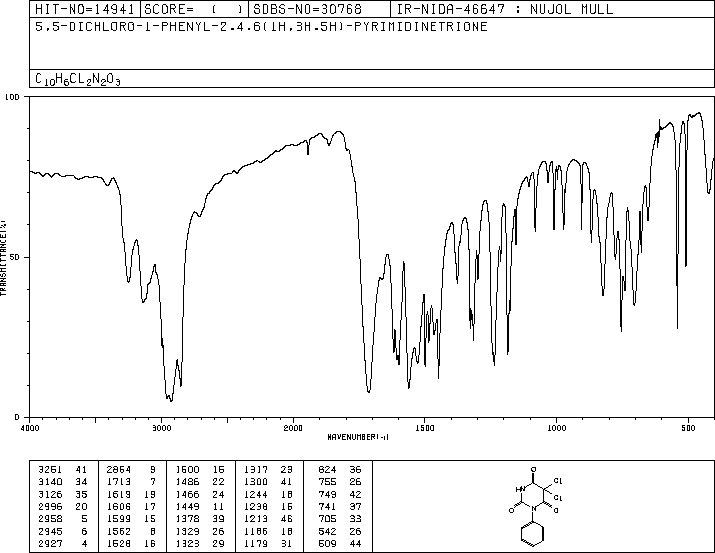 HIT-NO=14941 SCORE= ( ) SDBS-NO=30768 IR-NIDA-46647 : NUJOL MULL
5,5-DICHLORO-1-PHENYL-2,4,6(1H,3H,5H)-PYRIMIDINETRIONE
C10H6CL2N2O3
100
50
0
TRANSMITTANCE(%)
4000 3000 2000 1500 1000 500
WAVENUMBER(-1)
3261 41 2864 9 1600 16 1317 23 824 36
3140 34 1713 7 1486 22 1300 41 755 26
3126 35 1619 19 1466 24 1244 18 749 42
2996 20 1606 17 1449 11 1238 16 741 37
2958 5 1599 15 1378 39 1213 46 705 33
2945 6 1562 8 1329 26 1186 18 542 26
2927 4 1528 16 1323 29 1179 31 509 44
O
HN
Cl
Cl
O
N
O